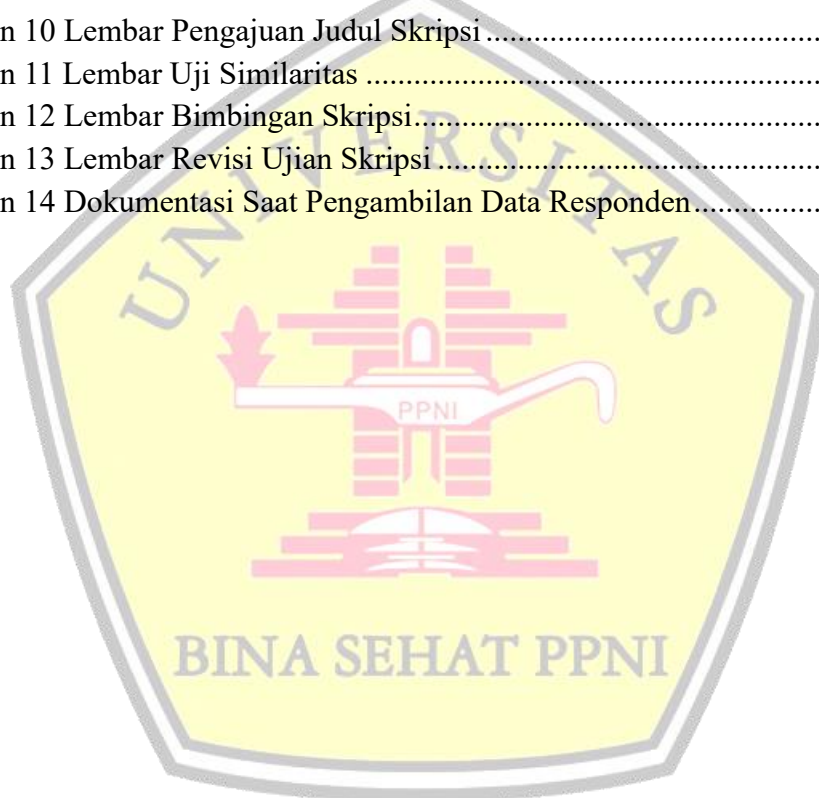 n 10 Lembar Pengajuan Judul Skripsi........................................
n 11 Lembar Uji Similaritas ........................................................
n 12 Lembar Bimbingan Skripsi..................................................
n 13 Lembar Revisi Ujian Skripsi ...............................................
n 14 Dokumentasi Saat Pengambilan Data Responden................
UNIVERSITAS
PPNI
BINA SEHAT PPNI